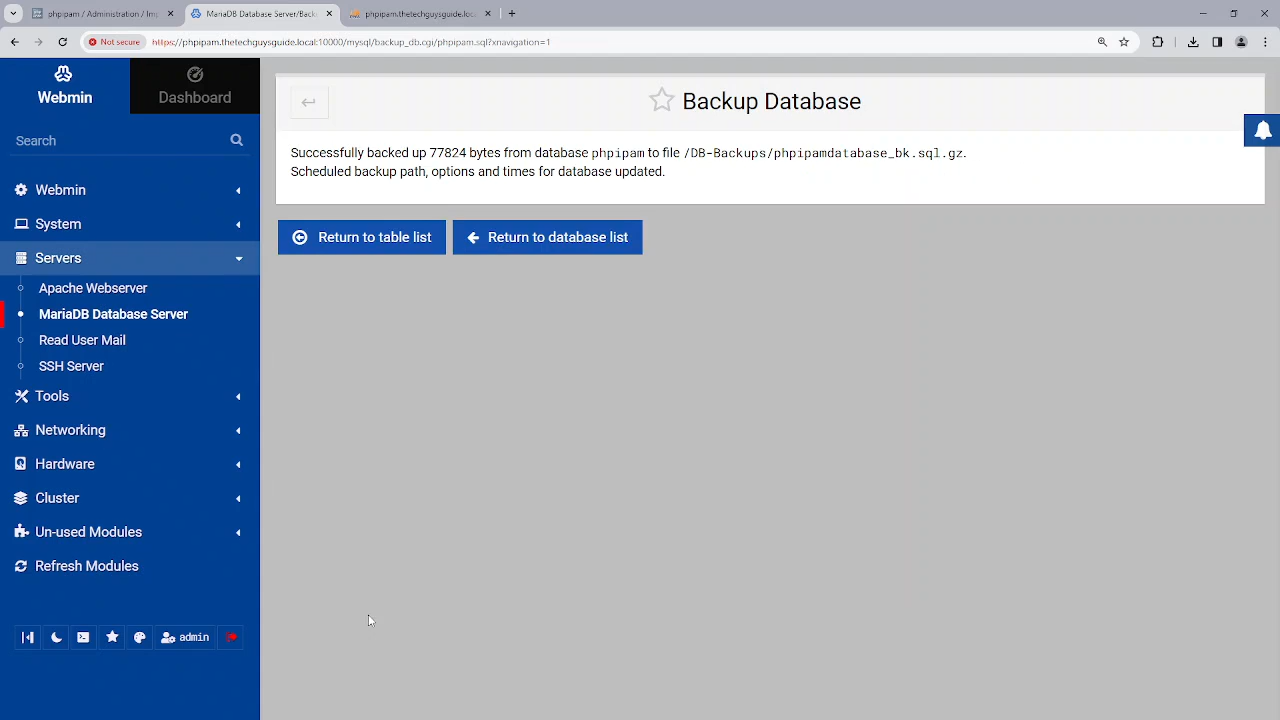 phpipam / Administration / Imp
MariaDB Database Server/Back
phpipam.thetechguysguide.loc
Not secure
https://phpipam.thetechguysguide.local:10000/mysql/backup_db.cgi/phpipam.sql?xnavigation=1
Webmin
Dashboard
Search
Webmin
System
Servers
Apache Webserver
MariaDB Database Server
Read User Mail
SSH Server
Tools
Networking
Hardware
Cluster
Un-used Modules
Refresh Modules
admin
Backup Database
Successfully backed up 77824 bytes from database phpipam to file /DB-Backups/phpipamdatabase_bk.sql.gz.
Scheduled backup path, options and times for database updated.
Return to table list
Return to database list